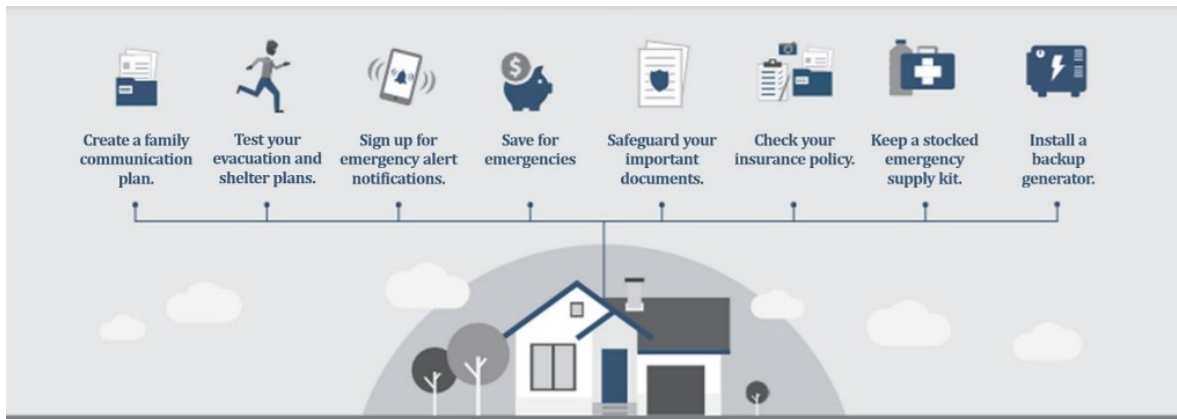 Create a family
communication
plan.
Test your
evacuation and
shelter plans.
Sign up for
emergency alert
notifications.
Save for
emergencies
Safeguard your
important
documents.
Check your
insurance policy.
Keep a stocked
emergency
supply kit.
Install a
backup
generator.